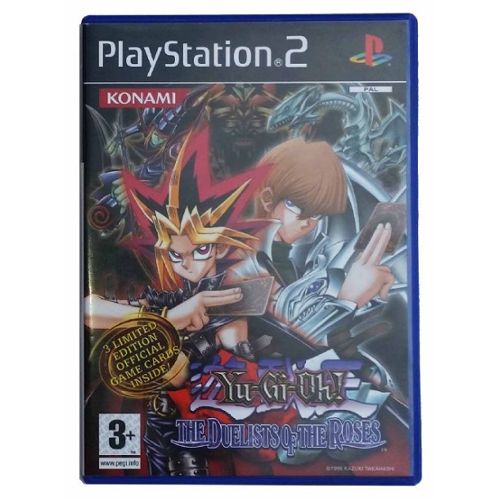 PlayStation®2
PAL
KONAMI
3 LIMITED
EDITION
OFFICIAL
GAME CARDS
INSIDE!
Yu-Gi-Oh!
THE DUELISTS OF THE ROSES
3+
www.pegi.info
©1996 KAZUKI TAKAHASHI